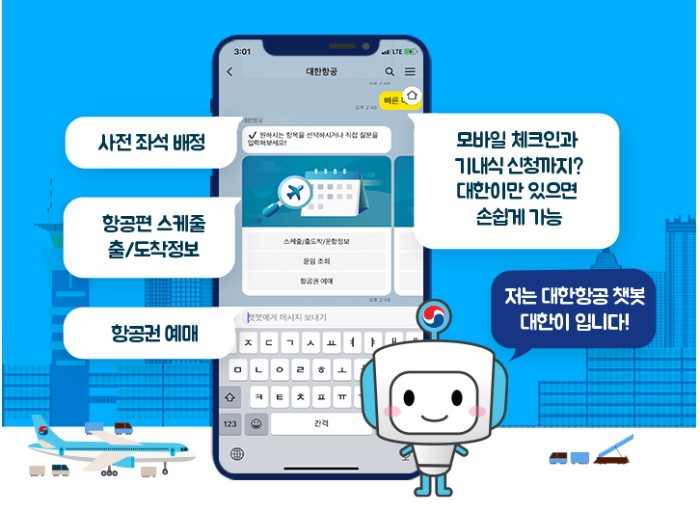 3:01
LTE
대한항공
오후 2:43
빠른
대한항공
✓ 원하시는 항목을 선택하시거나 직접 질문을
입력해보세요!
스케줄/출도착/운항정보
운임 조회
항공권 예매
오후 2:43
챗봇에게 메시지 보내기
ㅈ ㄷ ㄱ ㅅ ㅛ ㅕ ㅑ ㅐ ㅔ
ㅁ ㄴ ㅇ ㄹ ㅎ ㅗ
ㅋ ㅌ ㅊ ㅍ ㅠ
123
간격
사전 좌석 배정
항공편 스케줄
출/도착정보
항공권 예매
모바일 체크인과
기내식 신청까지?
대한이만 있으면
손쉽게 가능
저는 대한항공 챗봇
대한이 입니다!